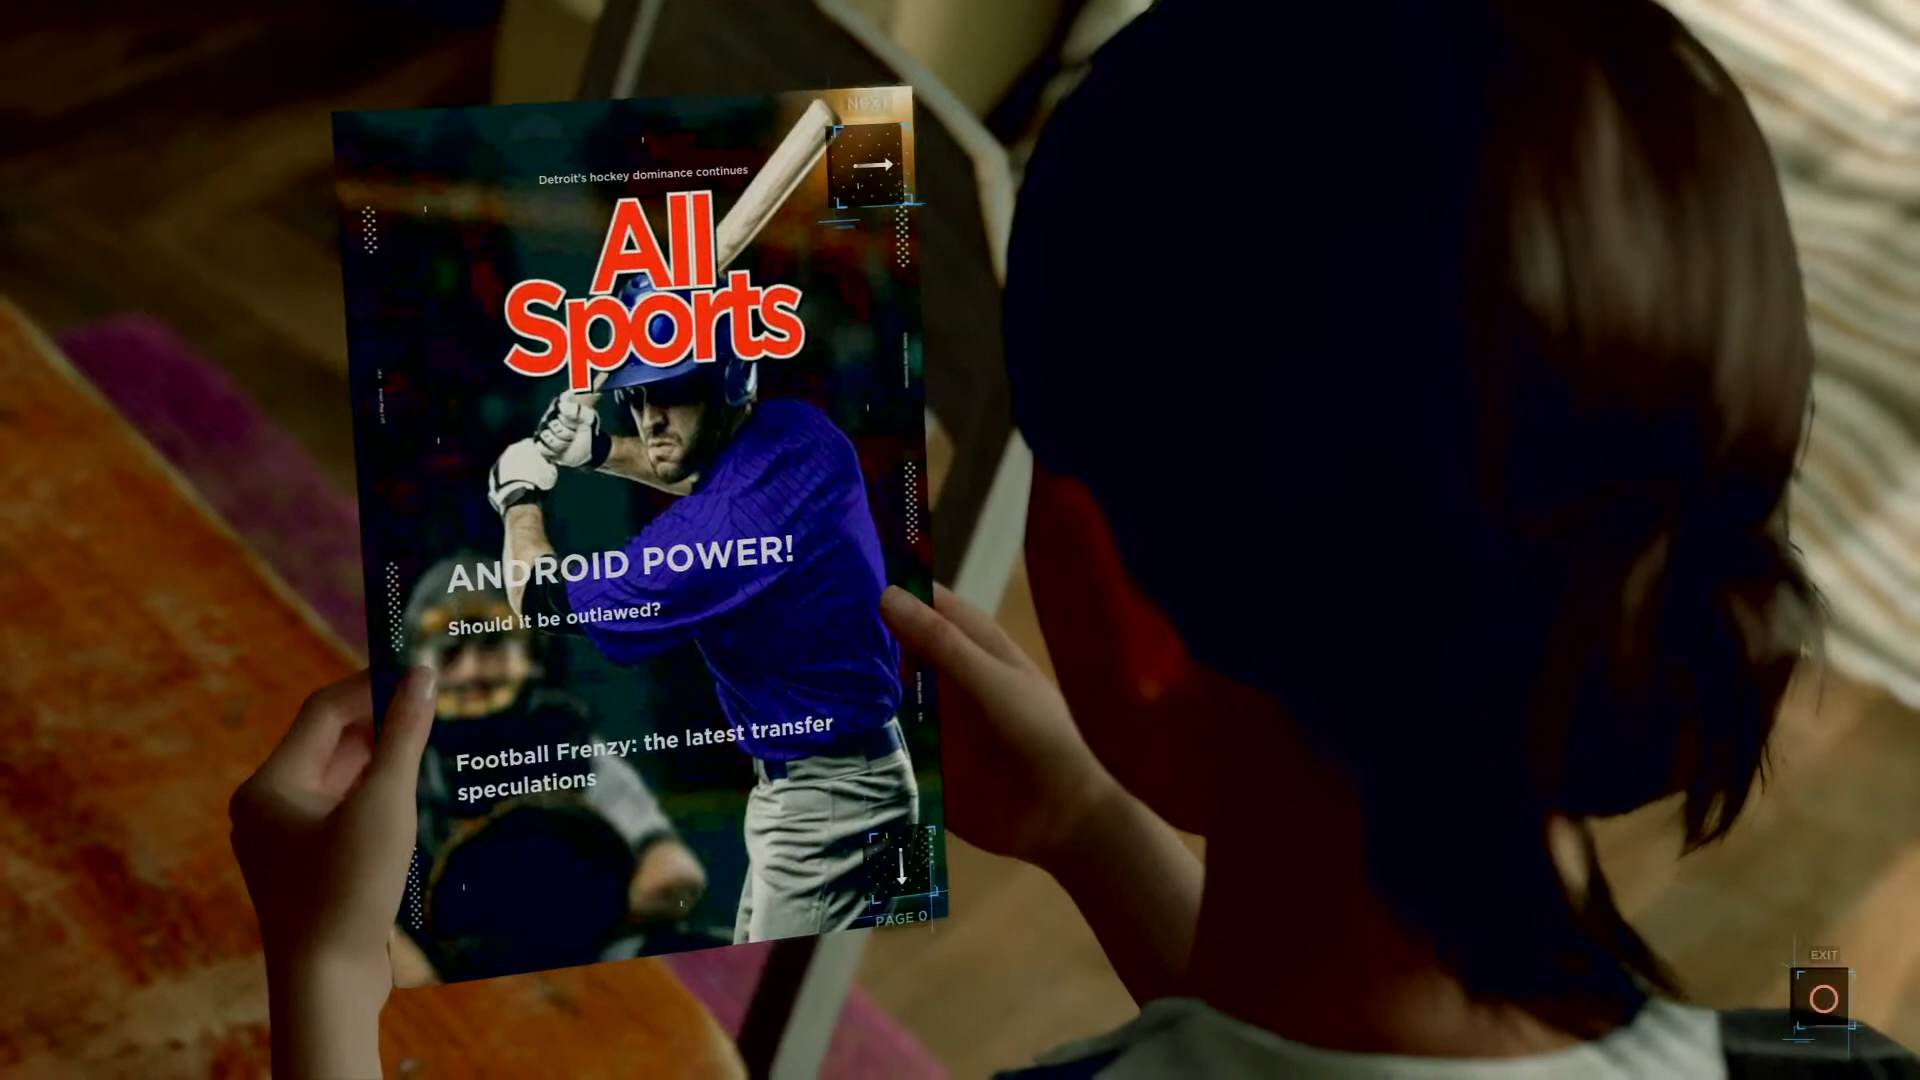 NEXT
Detroit's hockey dominance continues
All
Sports
ANDROID POWER!
Should it be outlawed?
Football Frenzy: the latest transfer
speculations
PAGE 0
EXIT